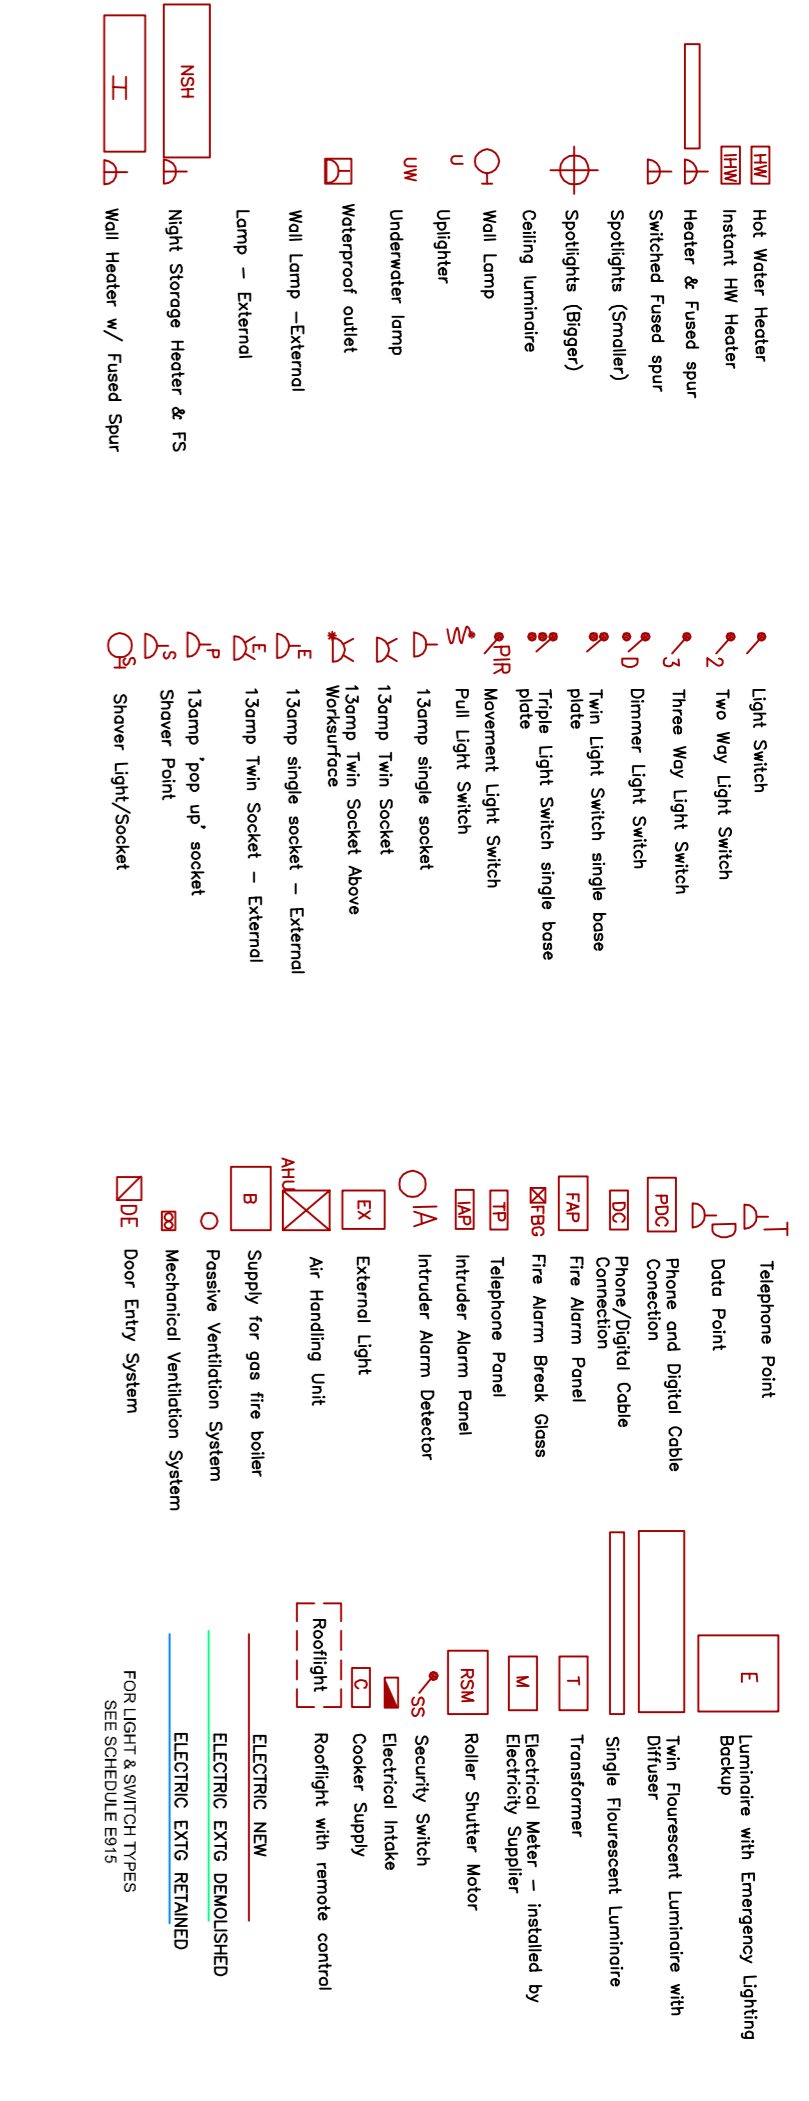 HW Hot Water Heater
IHW Instant HW Heater
Heater & Fused spur
Switched Fused spur
Spotlights (Smaller)
Spotlights (Bigger)
Ceiling luminaire
Wall Lamp
U Uplighter
UW Underwater lamp
Waterproof outlet
Wall Lamp –External
Lamp – External
NSH Night Storage Heater & FS
H Wall Heater w/ Fused Spur
Light Switch
2 Two Way Light Switch
3 Three Way Light Switch
D Dimmer Light Switch
Twin Light Switch single base
plate
Triple Light Switch single base
plate
PIR Movement Light Switch
Pull Light Switch
13amp single socket
13amp Twin Socket
* 13amp Twin Socket Above
Worksurface
E 13amp single socket – External
E 13amp Twin Socket – External
P 13amp 'pop up' socket
S Shaver Point
S Shaver Light/Socket
T Telephone Point
D Data Point
PDC Phone and Digital Cable
Conection
DC Phone/Digital Cable
Connection
FAP Fire Alarm Panel
FBG Fire Alarm Break Glass
TP Telephone Panel
IAP Intruder Alarm Panel
IA Intruder Alarm Detector
EX External Light
AHU Air Handling Unit
B Supply for gas fire boiler
Passive Ventilation System
Mechanical Ventilation System
DE Door Entry System
E Luminaire with Emergency Lighting
Backup
Twin Flourescent Luminaire with
Diffuser
Single Flourescent Luminaire
T Transformer
M Electrical Meter – installed by
Electricity Supplier
RSM Roller Shutter Motor
SS Security Switch
Electrical Intake
C Cooker Supply
Rooflight Rooflight with remote control
ELECTRIC NEW
ELECTRIC EXTG DEMOLISHED
ELECTRIC EXTG RETAINED
FOR LIGHT & SWITCH TYPES
SEE SCHEDULE E915